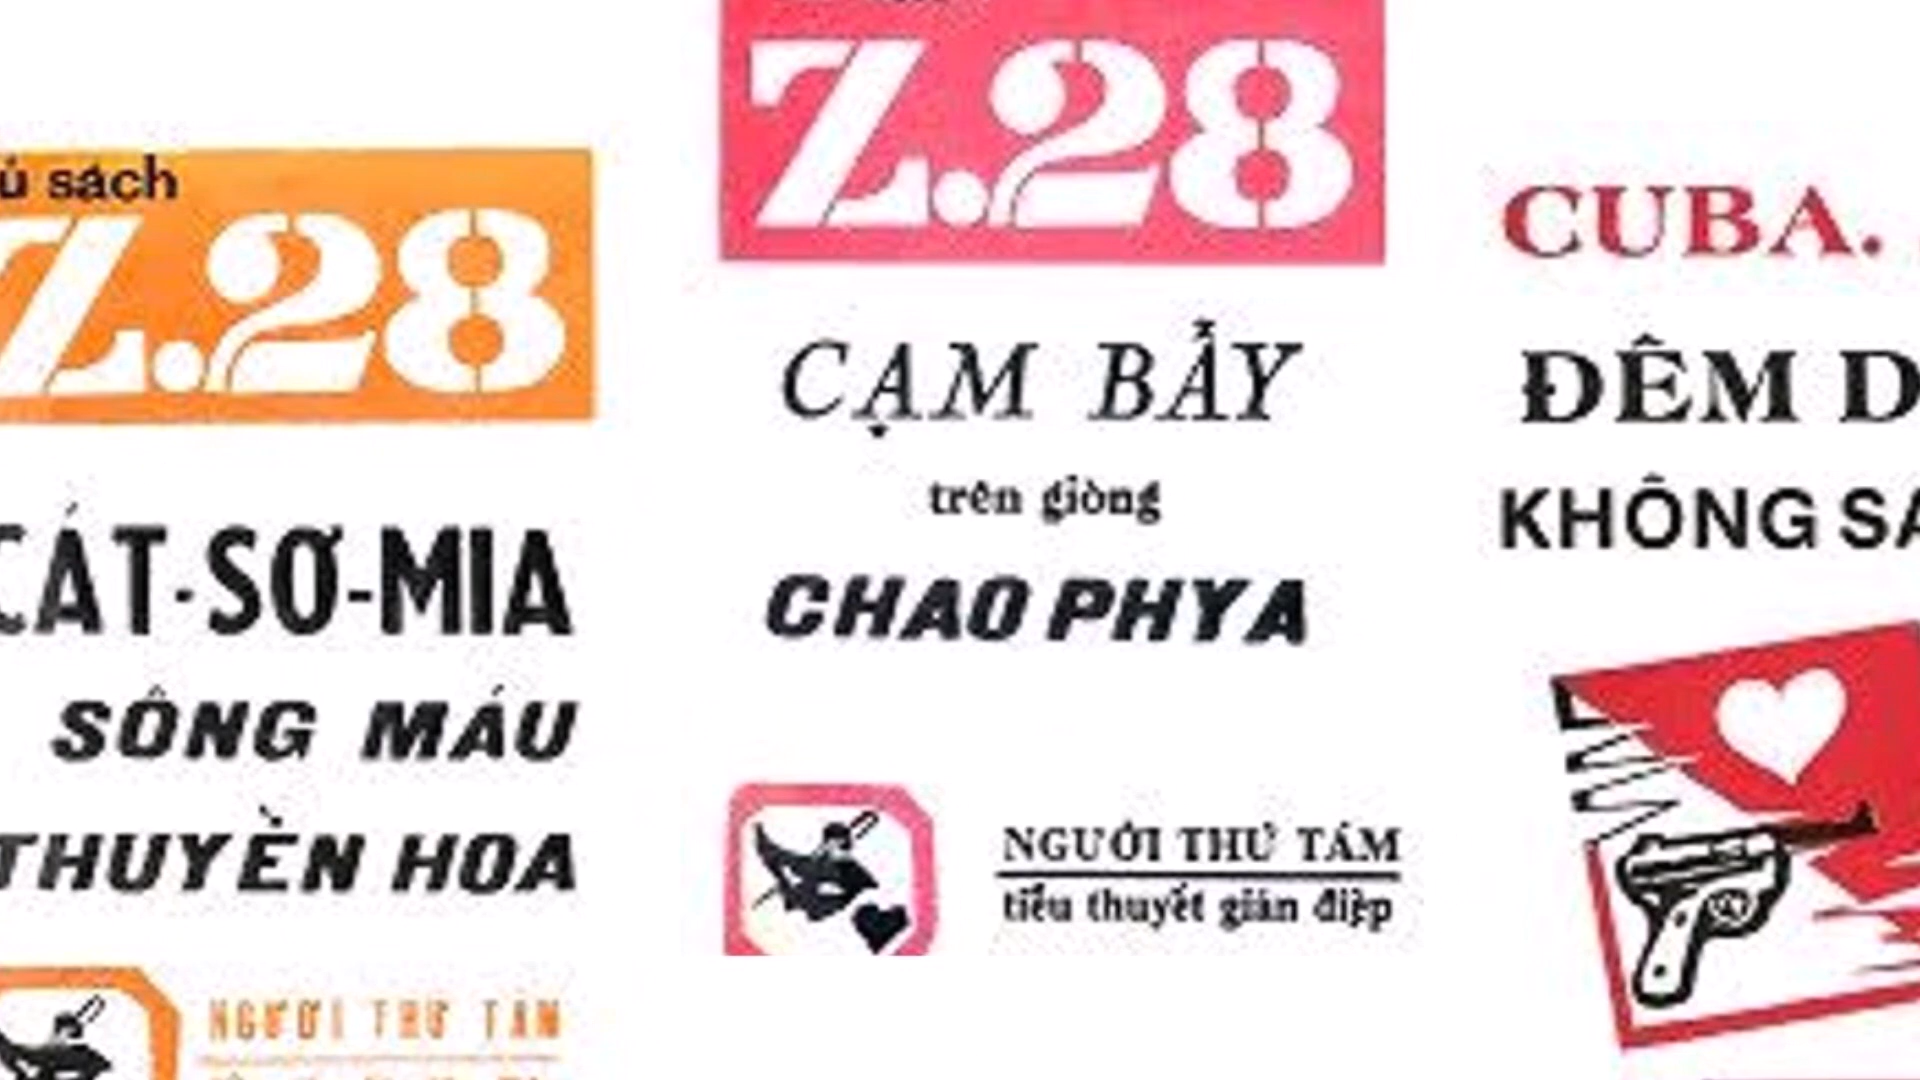 ủ sách
Z.28
CÁT-SƠ-MIA
SÔNG MÁU
THUYỀN HOA
NGƯỜI THỨ TÁM
Z.28
CẠM BẪY
trên giòng
CHAO PHYA
NGƯỜI THỨ TÁM
tiểu thuyết gián điệp
CUBA.
ĐÊM D
KHÔNG SA